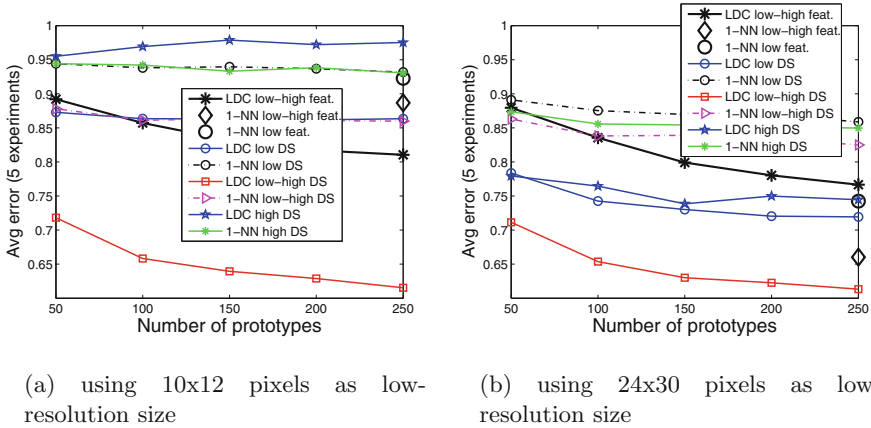 1
0.95
0.9
0.85
0.8
0.75
0.7
0.65
50
100
150
200
250
Number of prototypes
Avg error (5 experiments)
LDC low−high feat.
1−NN low−high feat.
1−NN low feat.
LDC low DS
1−NN low DS
LDC low−high DS
1−NN low−high DS
LDC high DS
1−NN high DS
(a) using 10x12 pixels as low-
resolution size
1
0.95
0.9
0.85
0.8
0.75
0.7
0.65
50
100
150
200
250
Number of prototypes
Avg error (5 experiments)
LDC low−high feat.
1−NN low−high feat.
1−NN low feat.
LDC low DS
1−NN low DS
LDC low−high DS
1−NN low−high DS
LDC high DS
1−NN high DS
(b) using 24x30 pixels as low
resolution size